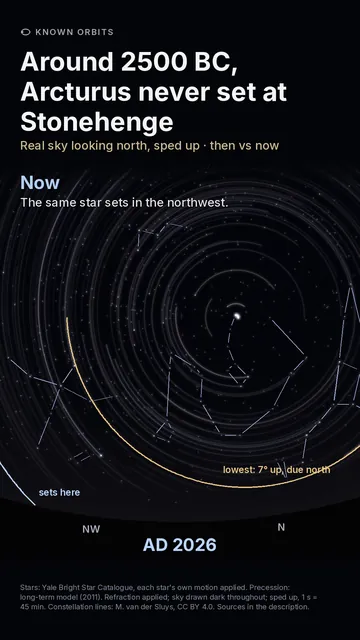 KNOWN ORBITS
Around 2500 BC,
Arcturus never set at
Stonehenge
Real sky looking north, sped up · then vs now
Now
The same star sets in the northwest.
lowest: 7° up, due north
sets here
NW
N
AD 2026
Stars: Yale Bright Star Catalogue, each star's own motion applied. Precession:
long-term model (2011). Refraction applied; sky drawn dark throughout; sped up, 1 s =
45 min. Constellation lines: M. van der Sluys, CC BY 4.0. Sources in the description.